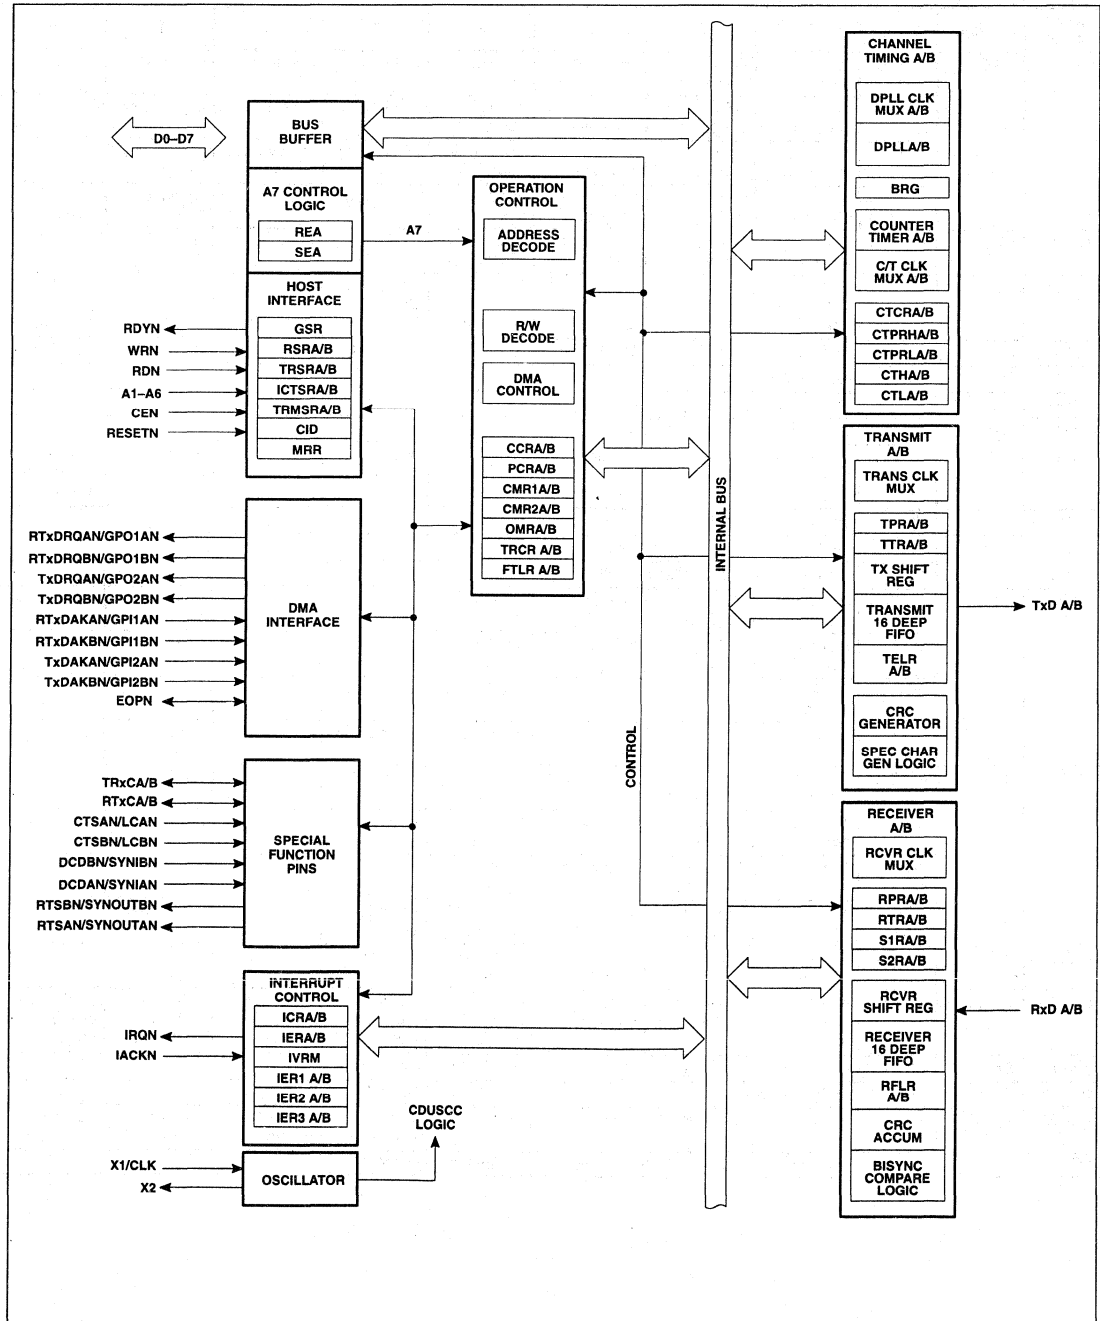 D0–D7
BUS
BUFFER
A7 CONTROL
LOGIC
REA
SEA
A7
HOST
INTERFACE
GSR
RSRA/B
TRSRA/B
ICTSRA/B
TRMSRA/B
CID
MRR
RDYN
WRN
RDN
A1–A6
CEN
RESETN
OPERATION
CONTROL
ADDRESS
DECODE
R/W
DECODE
DMA
CONTROL
CCRA/B
PCRA/B
CMR1A/B
CMR2A/B
OMRA/B
TRCR A/B
FTLR A/B
RTxDRQAN/GPO1AN
RTxDRQBN/GPO1BN
TxDRQAN/GPO2AN
TxDRQBN/GPO2BN
RTxDAKAN/GPI1AN
RTxDAKBN/GPI1BN
TxDAKAN/GPI2AN
TxDAKBN/GPI2BN
EOPN
DMA
INTERFACE
TRxCA/B
RTxCA/B
CTSAN/LCAN
CTSBN/LCBN
DCDBN/SYNIBN
DCDAN/SYNIAN
RTSBN/SYNOUTBN
RTSAN/SYNOUTAN
SPECIAL
FUNCTION
PINS
INTERRUPT
CONTROL
ICRA/B
IERA/B
IVRM
IER1 A/B
IER2 A/B
IER3 A/B
IRQN
IACKN
X1/CLK
X2
OSCILLATOR
CDUSCC
LOGIC
CONTROL
INTERNAL BUS
CHANNEL
TIMING A/B
DPLL CLK
MUX A/B
DPLLA/B
BRG
COUNTER
TIMER A/B
C/T CLK
MUX A/B
CTCRA/B
CTPRHA/B
CTPRLA/B
CTHA/B
CTLA/B
TRANSMIT
A/B
TRANS CLK
MUX
TPRA/B
TTRA/B
TX SHIFT
REG
TRANSMIT
16 DEEP
FIFO
TELR
A/B
CRC
GENERATOR
SPEC CHAR
GEN LOGIC
TxD A/B
RECEIVER
A/B
RCVR CLK
MUX
RPRA/B
RTRA/B
S1RA/B
S2RA/B
RCVR
SHIFT REG
RECEIVER
16 DEEP
FIFO
RFLR
A/B
CRC
ACCUM
BISYNC
COMPARE
LOGIC
RxD A/B